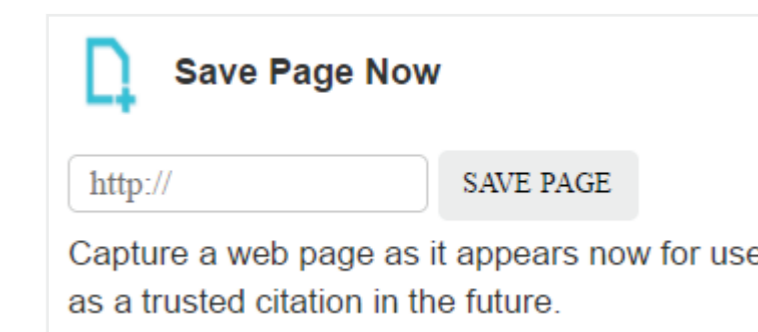 Save Page Now
http://
SAVE PAGE
Capture a web page as it appears now for use
as a trusted citation in the future.